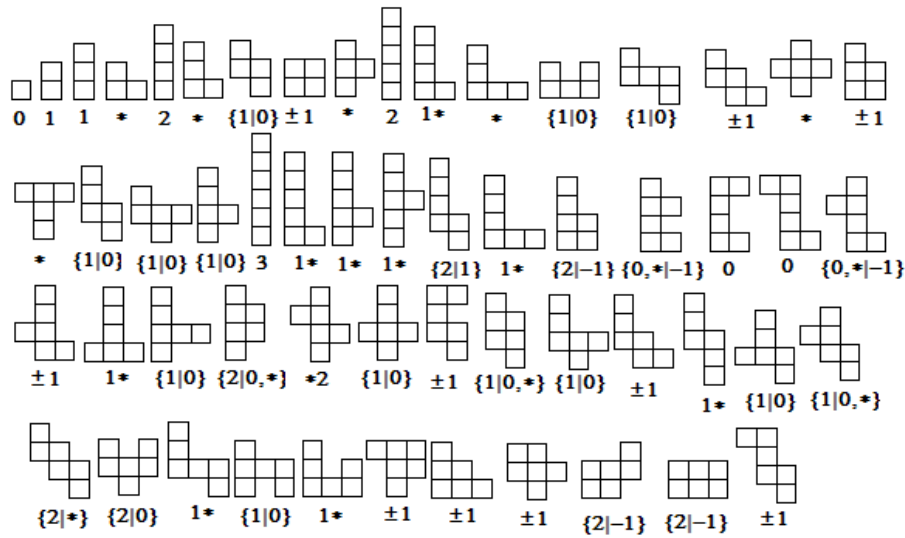 0 1 1 * 2 * {1|0} ±1 * 2 1* * {1|0} {1|0} ±1 * ±1
* {1|0} {1|0} {1|0} 3 1* 1* 1* {2|1} 1* {2|-1} {0,*|-1} 0 0 {0,*|-1}
±1 1* {1|0} {2|0,*} *2 {1|0} ±1 {1|0,*} {1|0} ±1 1* {1|0} {1|0,*}
{2|*} {2|0} 1* {1|0} 1* ±1 ±1 ±1 {2|-1} {2|-1} ±1